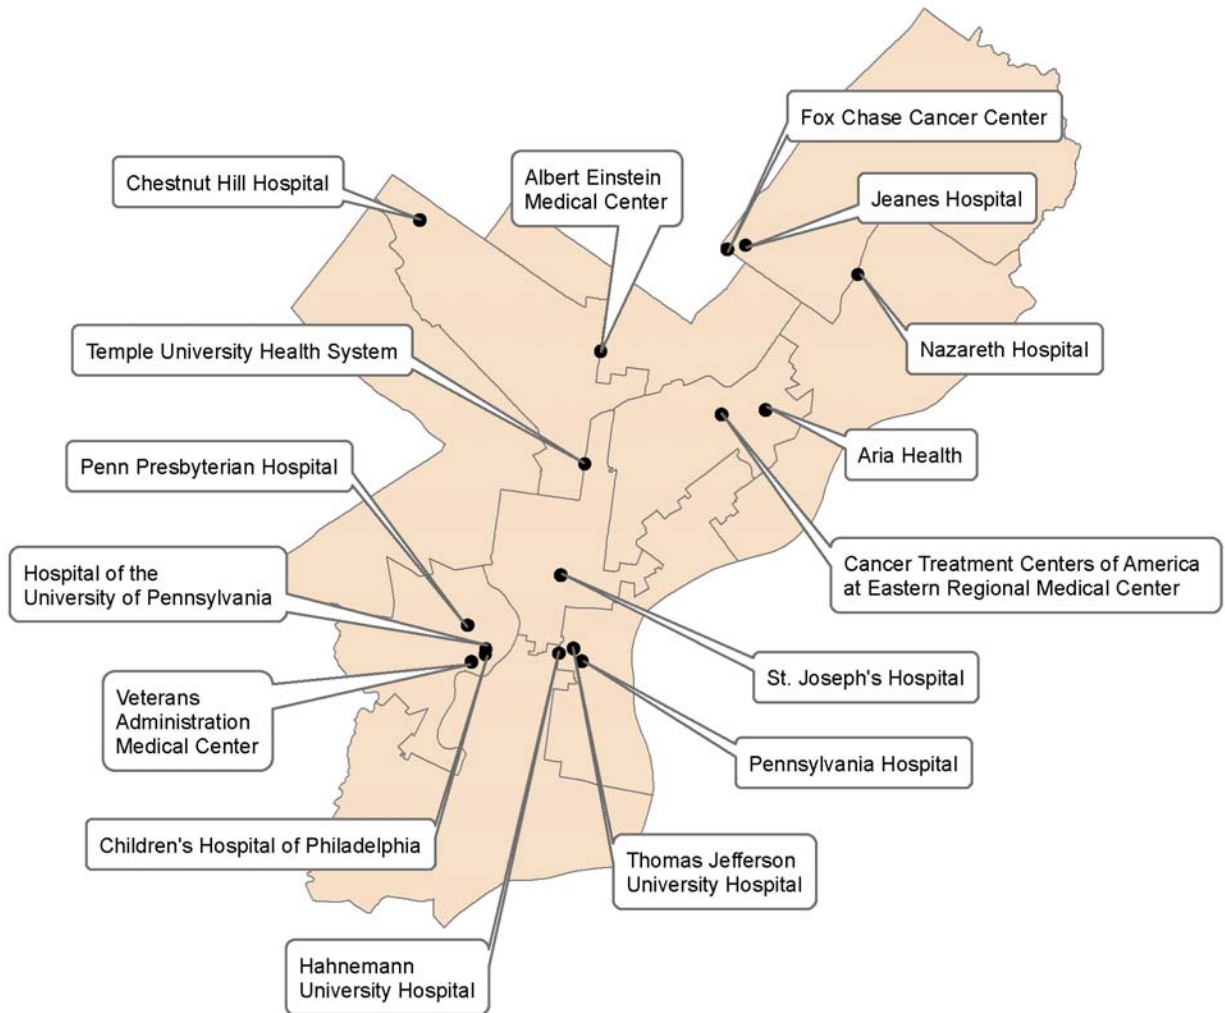 Fox Chase Cancer Center
Chestnut Hill Hospital
Albert Einstein
Medical Center
Jeanes Hospital
Temple University Health System
Nazareth Hospital
Penn Presbyterian Hospital
Aria Health
Hospital of the
University of Pennsylvania
Cancer Treatment Centers of America
at Eastern Regional Medical Center
Veterans
Administration
Medical Center
St. Joseph's Hospital
Pennsylvania Hospital
Children's Hospital of Philadelphia
Thomas Jefferson
University Hospital
Hahnemann
University Hospital